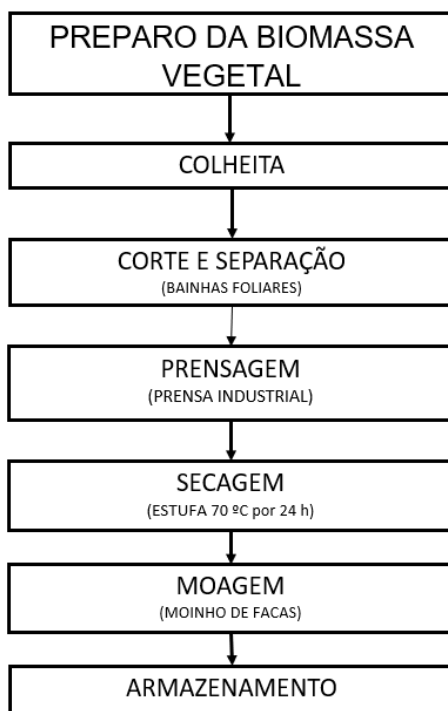 PREPARO DA BIOMASSA
VEGETAL
COLHEITA
CORTE E SEPARAÇÃO
(BAINHAS FOLIARES)
PRENSAGEM
(PRENSA INDUSTRIAL)
SECAGEM
(ESTUFA 70 ºC por 24 h)
MOAGEM
(MOINHO DE FACAS)
ARMAZENAMENTO